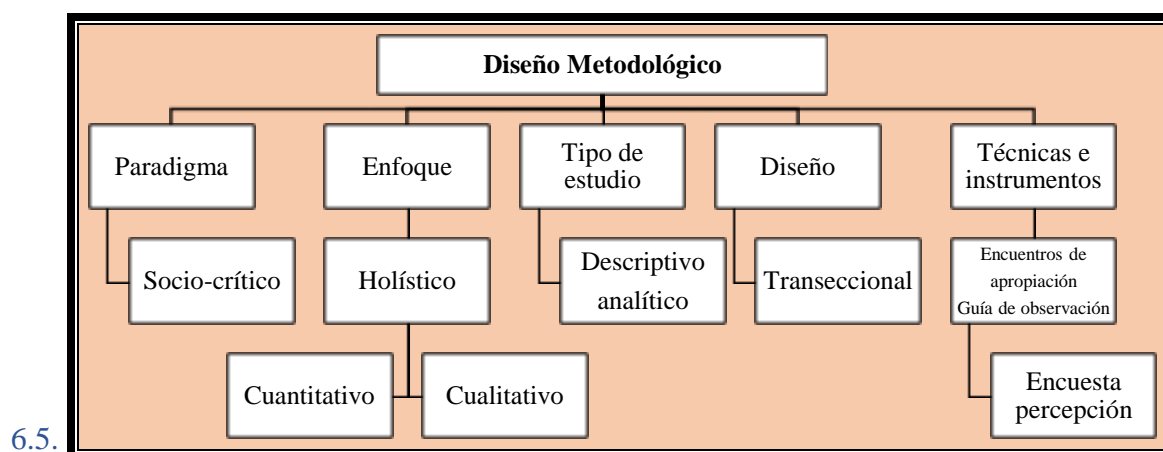 Diseño Metodológico
Paradigma
Enfoque
Tipo de
estudio
Diseño
Técnicas e
instrumentos
Socio-crítico
Holístico
Descriptivo
analítico
Transeccional
Encuentros de
apropiación
Guía de observación
Cuantitativo
Cualitativo
Encuesta
percepción
6.5.